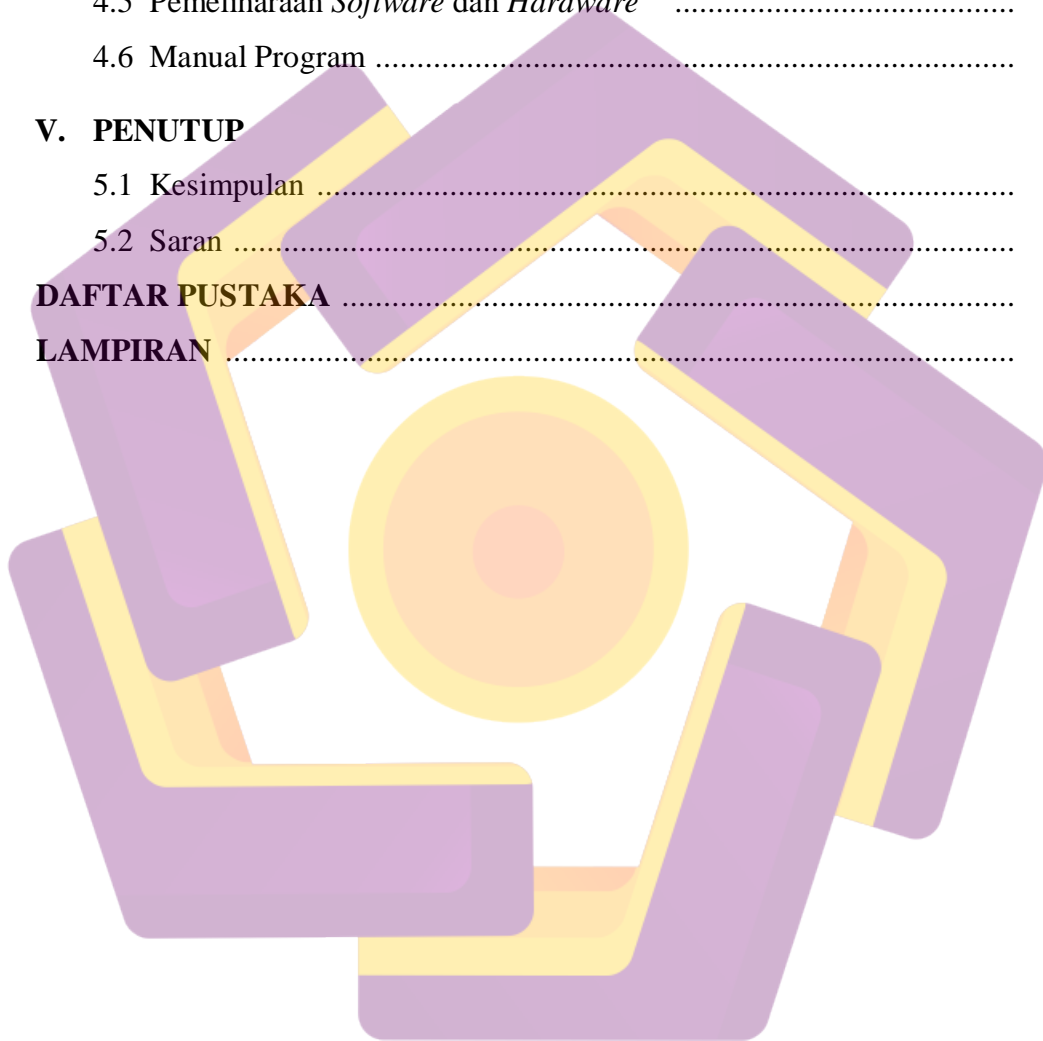 4.5 Pemeliharaan Software dan Hardware ........................................
4.6 Manual Program ............................................................................
V. PENUTUP
5.1 Kesimpulan ...................................................................................
5.2 Saran .............................................................................................
DAFTAR PUSTAKA ................................................................................
LAMPIRAN ..............................................................................................